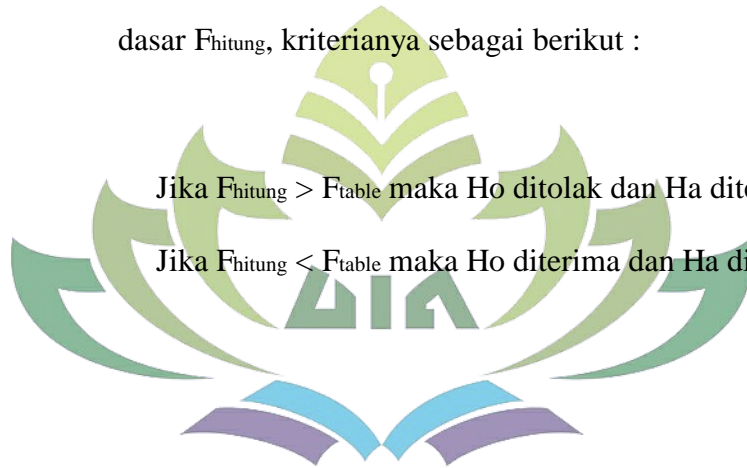 dasar Fhitung, kriterianya sebagai berikut :
Jika Fhitung > Ftable maka Ho ditolak dan Ha
Jika Fhitung < Ftable maka Ho diterima dan Ha
UIN